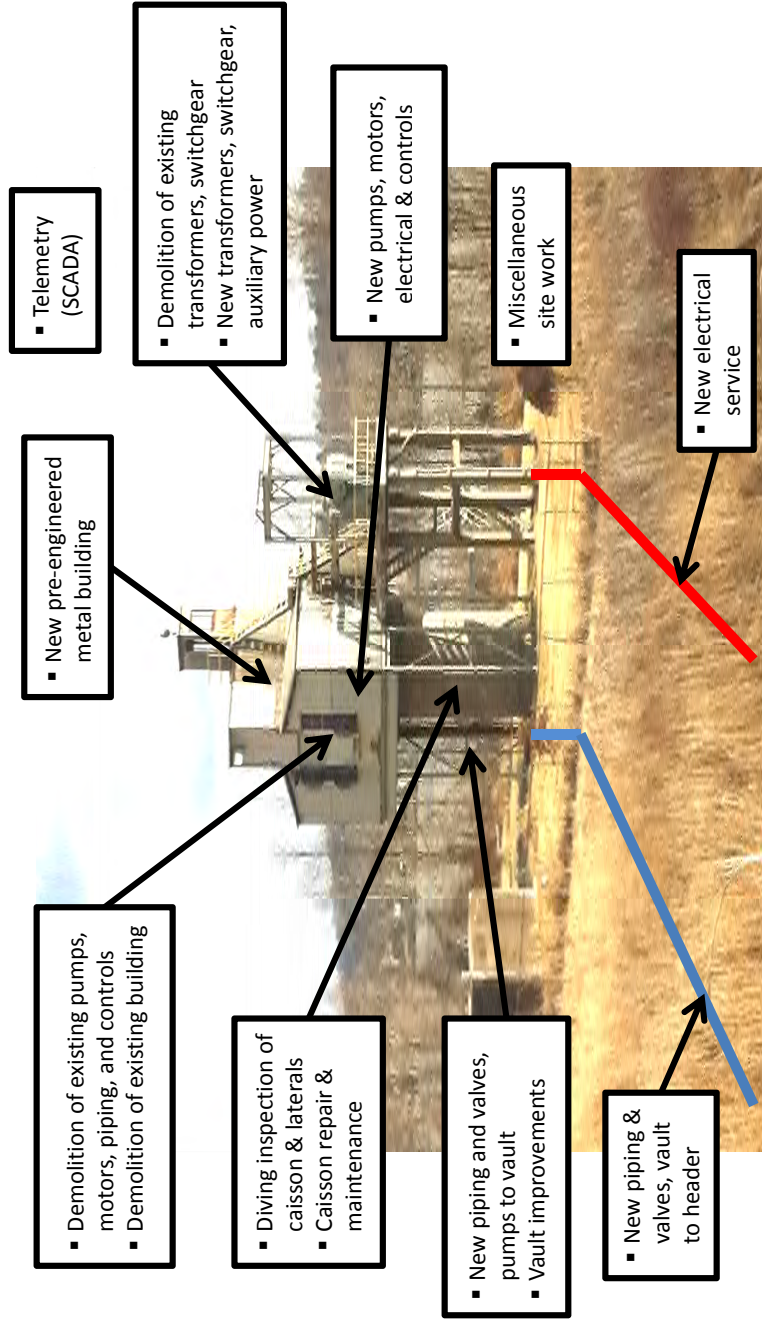 ▪ Demolition of existing pumps,
motors, piping, and controls
▪ Demolition of existing building
▪ New pre-engineered
metal building
▪ Telemetry
(SCADA)
▪ Demolition of existing
transformers, switchgear
▪ New transformers, switchgear,
auxiliary power
▪ Diving inspection of
caisson & laterals
▪ Caisson repair &
maintenance
▪ New pumps, motors,
electrical & controls
▪ New piping and valves,
pumps to vault
▪ Vault improvements
▪ Miscellaneous
site work
▪ New piping &
valves, vault
to header
▪ New electrical
service